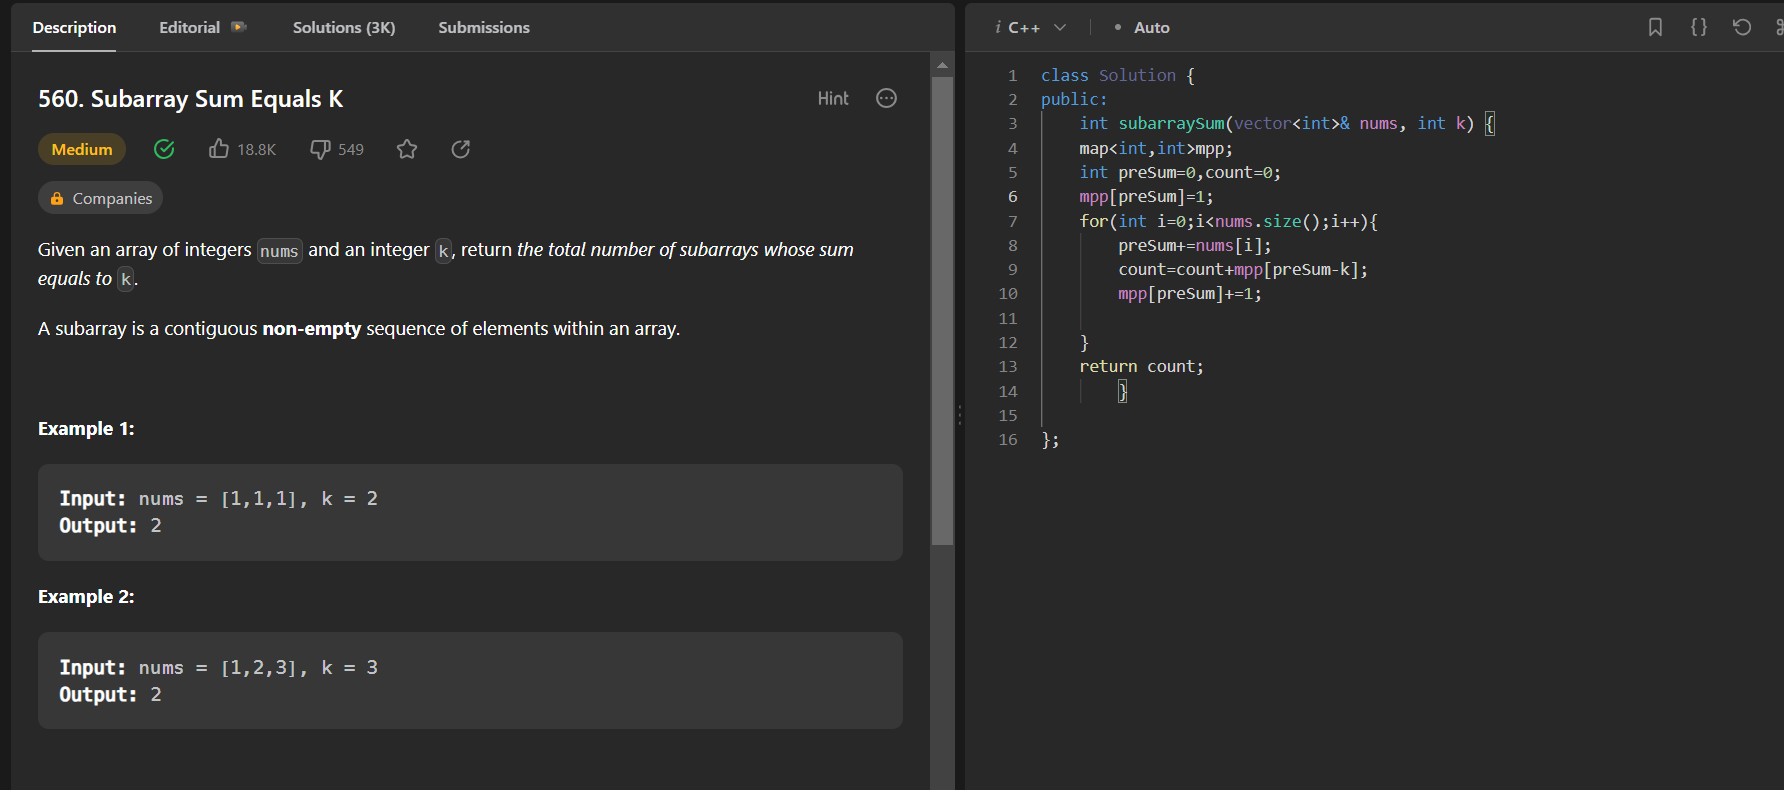 Description Editorial Solutions (3K) Submissions
560. Subarray Sum Equals K Hint
Medium 18.8K 549
Companies
Given an array of integers nums and an integer k, return the total number of subarrays whose sum
equals to k.
A subarray is a contiguous non-empty sequence of elements within an array.
Example 1:
Input: nums = [1,1,1], k = 2
Output: 2
Example 2:
Input: nums = [1,2,3], k = 3
Output: 2
i C++ • Auto {}
1 class Solution {
2 public:
3     int subarraySum(vector<int>& nums, int k) {
4     map<int,int>mpp;
5     int preSum=0,count=0;
6     mpp[preSum]=1;
7     for(int i=0;i<nums.size();i++){
8         preSum+=nums[i];
9         count=count+mpp[preSum-k];
10         mpp[preSum]+=1;
11
12     }
13     return count;
14         }
15
16 };